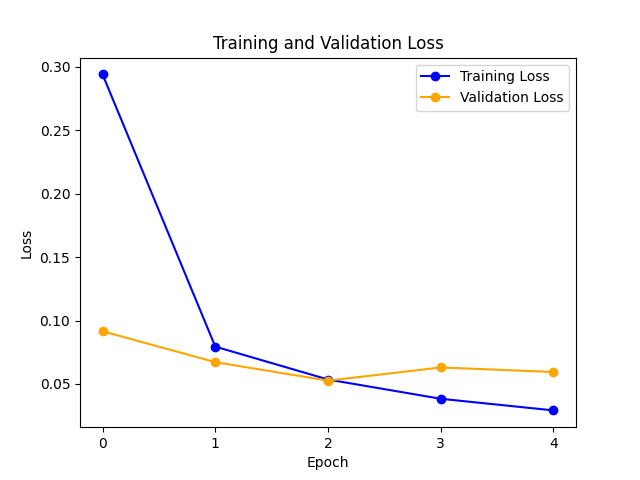 Training and Validation Loss
Training Loss
Validation Loss
0.30
0.25
0.20
0.15
0.10
0.05
Loss
0
1
2
3
4
Epoch